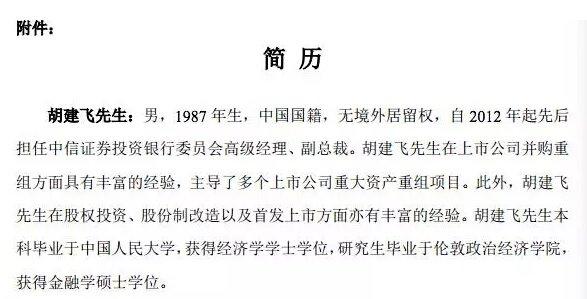 附件：
简 历
胡建飞先生：男，1987 年生，中国国籍，无境外居留权，自 2012 年起先后
担任中信证券投资银行委员会高级经理、副总裁。胡建飞先生在上市公司并购重
组方面具有丰富的经验，主导了多个上市公司重大资产重组项目。此外，胡建飞
先生在股权投资、股份制改造以及首发上市方面亦有丰富的经验。胡建飞先生本
科毕业于中国人民大学，获得经济学学士学位，研究生毕业于伦敦政治经济学院，
获得金融学硕士学位。